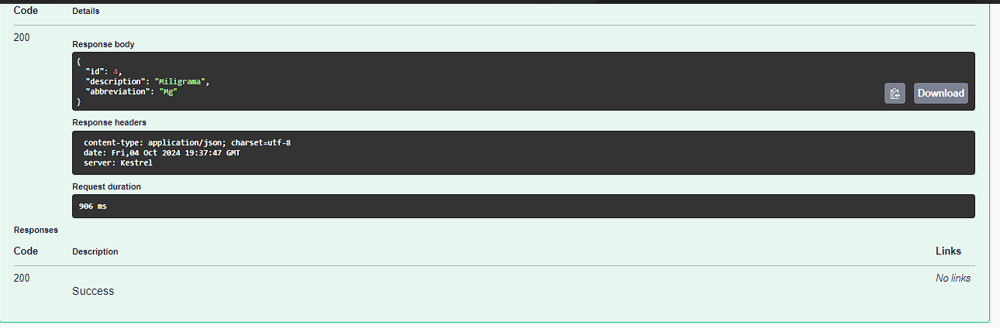 Code Details
200
Response body
{
"id": 4,
"description": "Miligrama",
"abbreviation": "Mg"
}
Download
Response headers
content-type: application/json; charset=utf-8
date: Fri,04 Oct 2024 19:37:47 GMT
server: Kestrel
Request duration
906 ms
Responses
Code Description Links
200 No links
Success